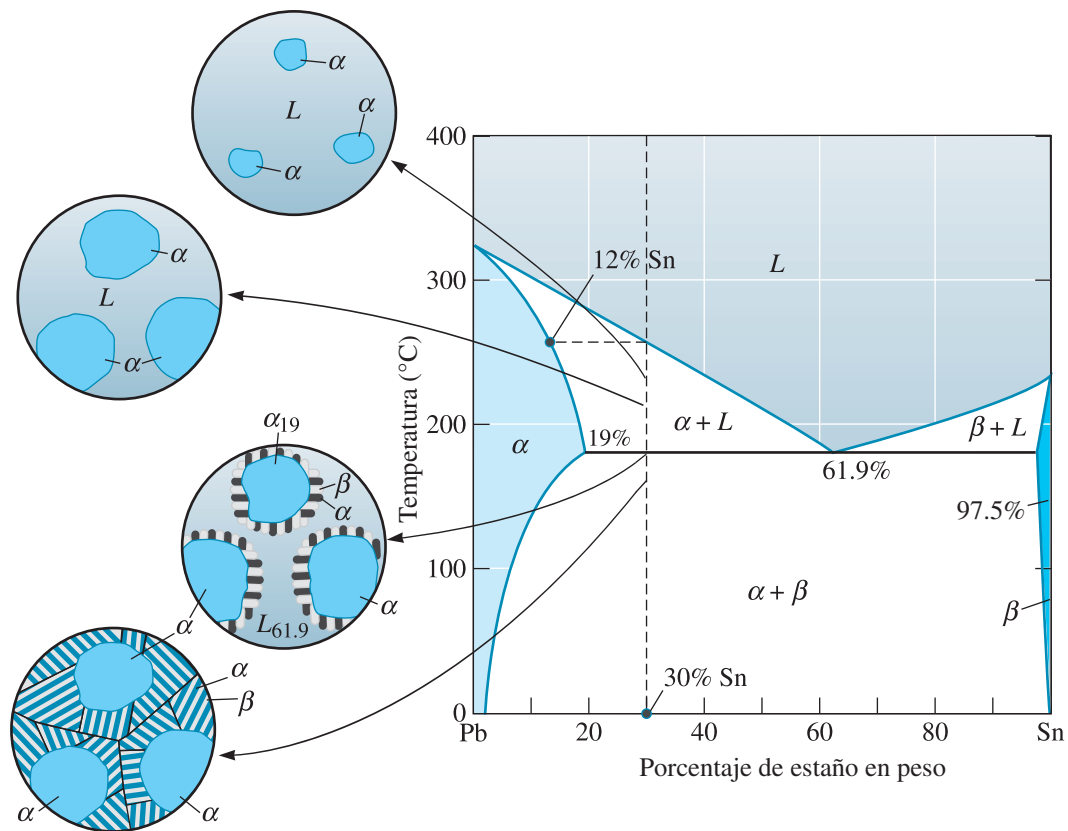 α
L
α
α
α
L
α
α₁₉
β
α
α
L₆₁.₉
α
α
β
α
α
400
300
200
100
0
Temperatura (°C)
12% Sn
L
α
19%
α + L
β + L
61.9%
97.5%
α + β
β
30% Sn
Pb
20
40
60
80
Sn
Porcentaje de estaño en peso